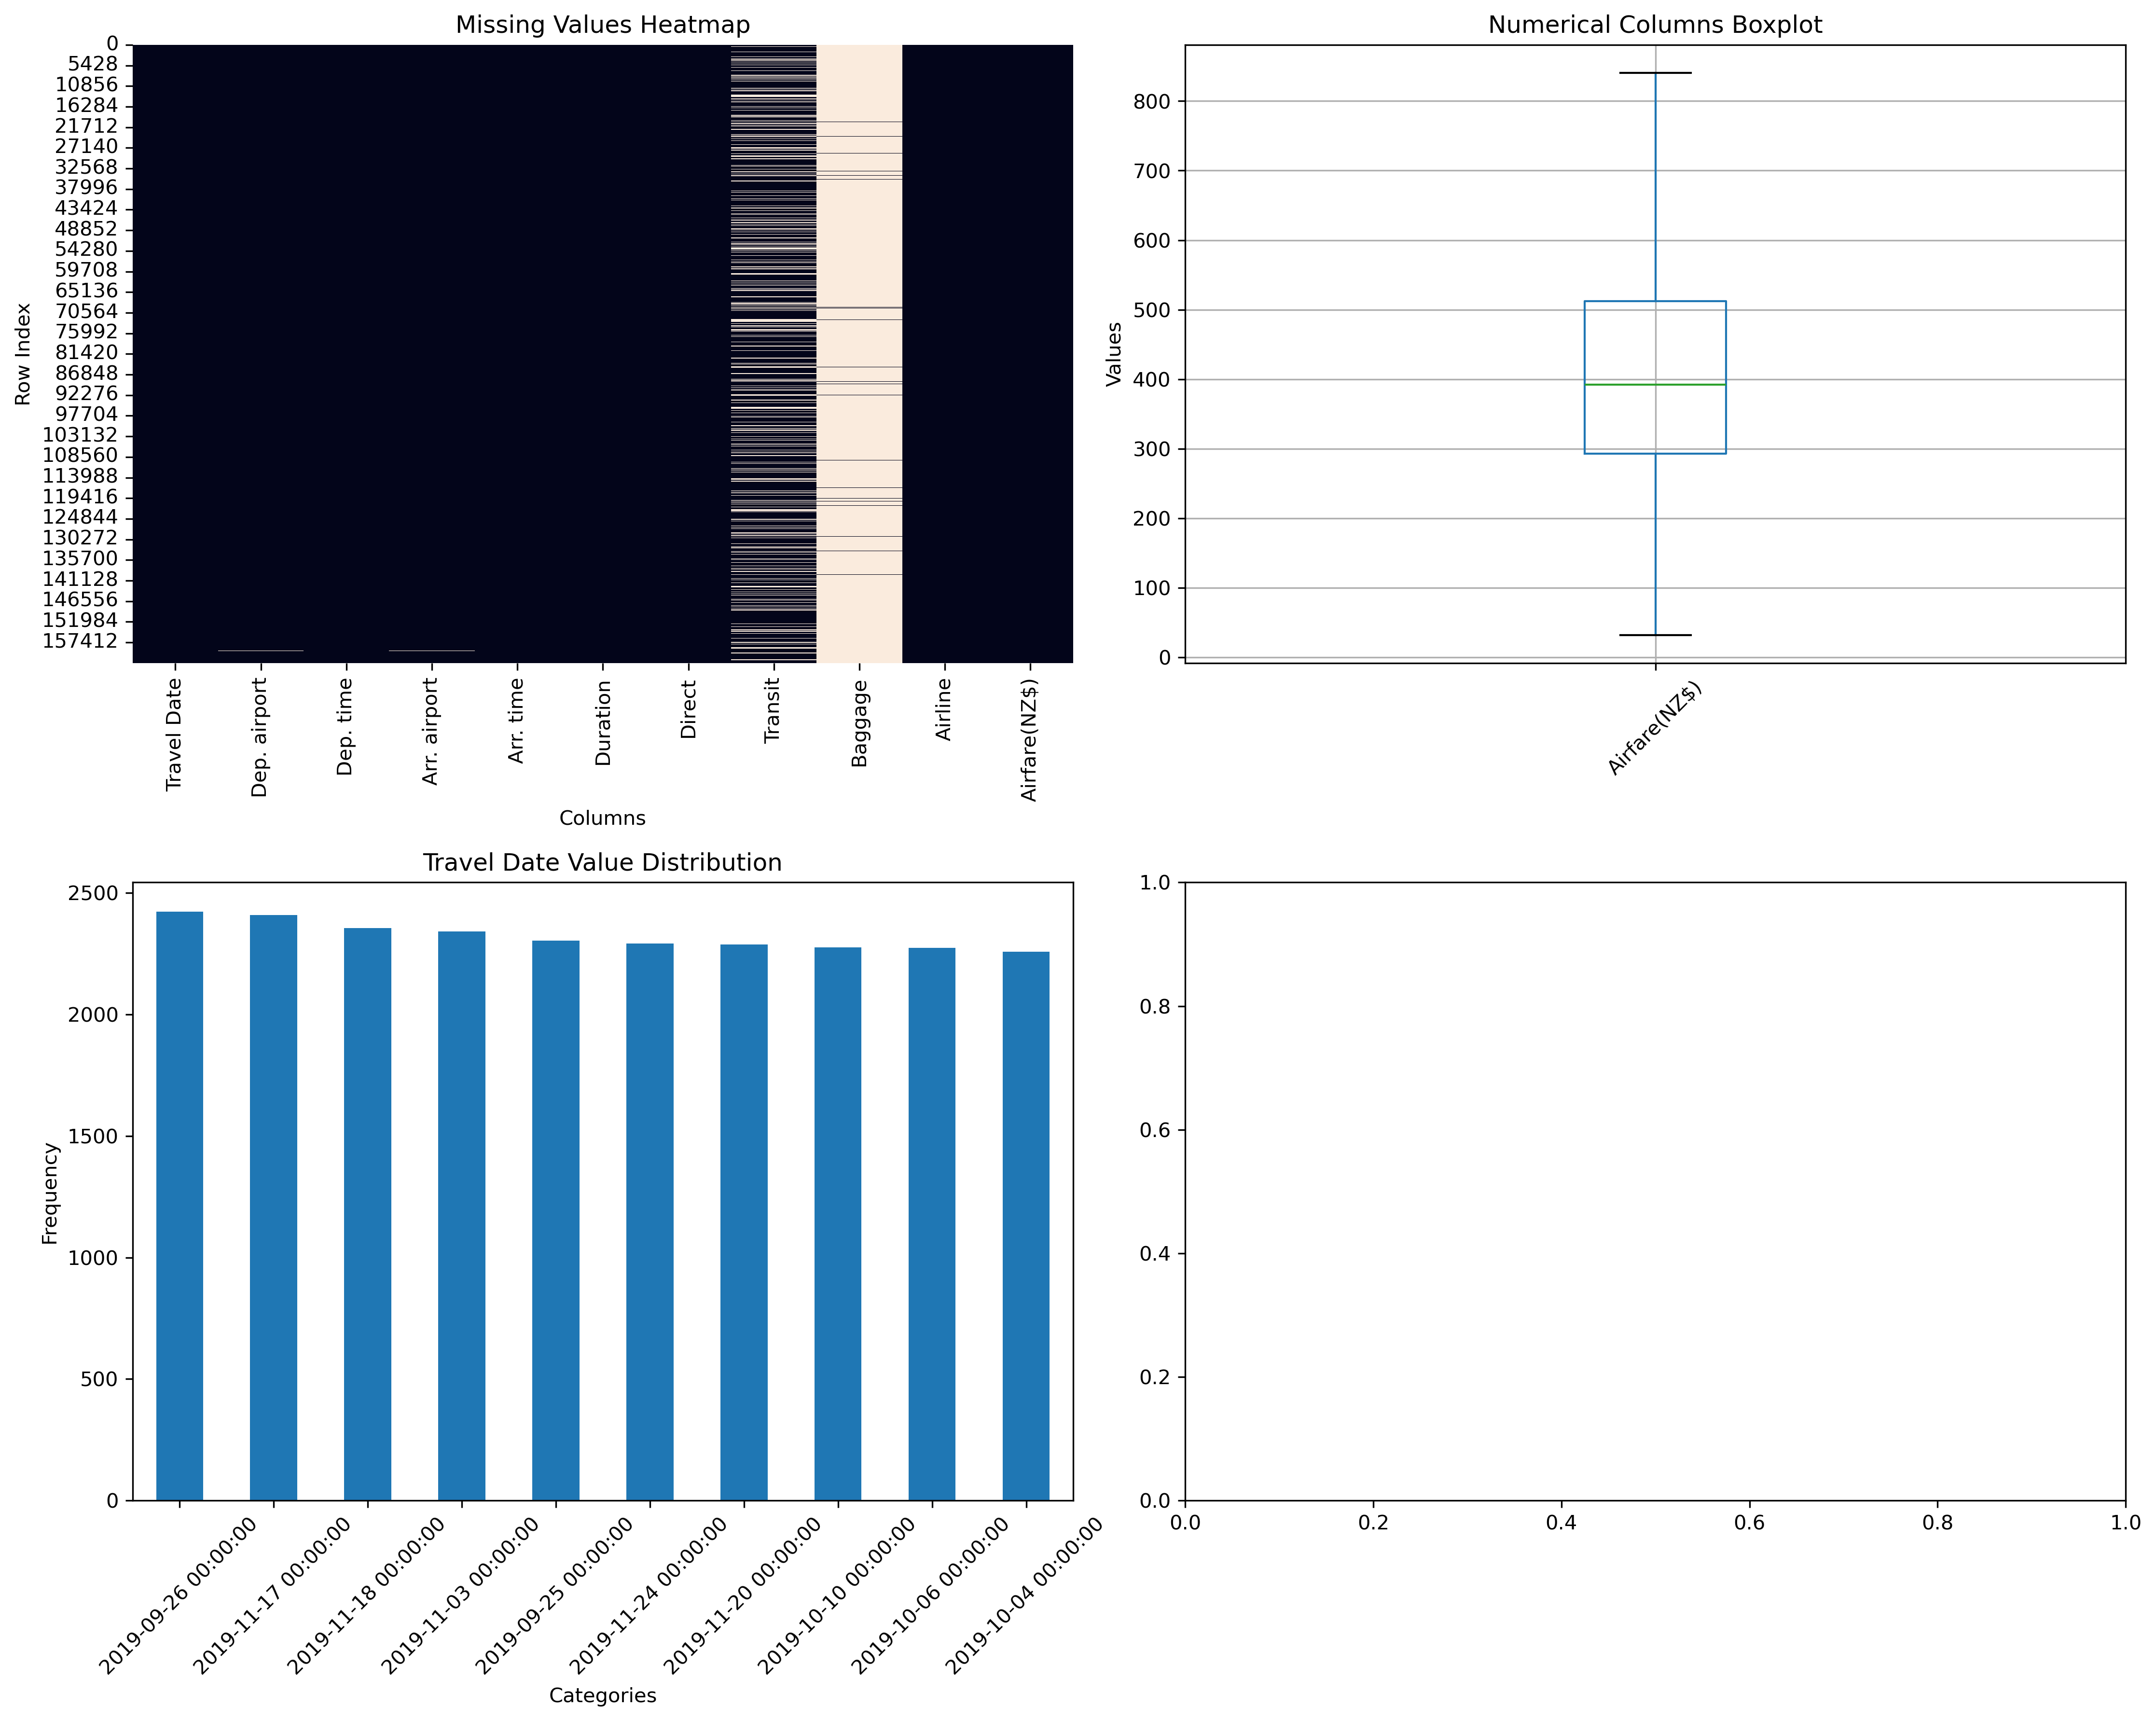 Missing Values Heatmap
Row Index
0
5428
10856
16284
21712
27140
32568
37996
43424
48852
54280
59708
65136
70564
75992
81420
86848
92276
97704
103132
108560
113988
119416
124844
130272
135700
141128
146556
151984
157412
Travel Date
Dep. airport
Dep. time
Arr. airport
Arr. time
Duration
Direct
Transit
Baggage
Airline
Airfare(NZ$)
Columns
Numerical Columns Boxplot
Values
800
700
600
500
400
300
200
100
0
Airfare(NZ$)
Travel Date Value Distribution
Frequency
2500
2000
1500
1000
500
0
2019-09-26 00:00:00
2019-11-17 00:00:00
2019-11-18 00:00:00
2019-11-03 00:00:00
2019-09-25 00:00:00
2019-11-24 00:00:00
2019-11-20 00:00:00
2019-10-10 00:00:00
2019-10-06 00:00:00
2019-10-04 00:00:00
Categories
1.0
0.8
0.6
0.4
0.2
0.0
0.0 0.2 0.4 0.6 0.8 1.0